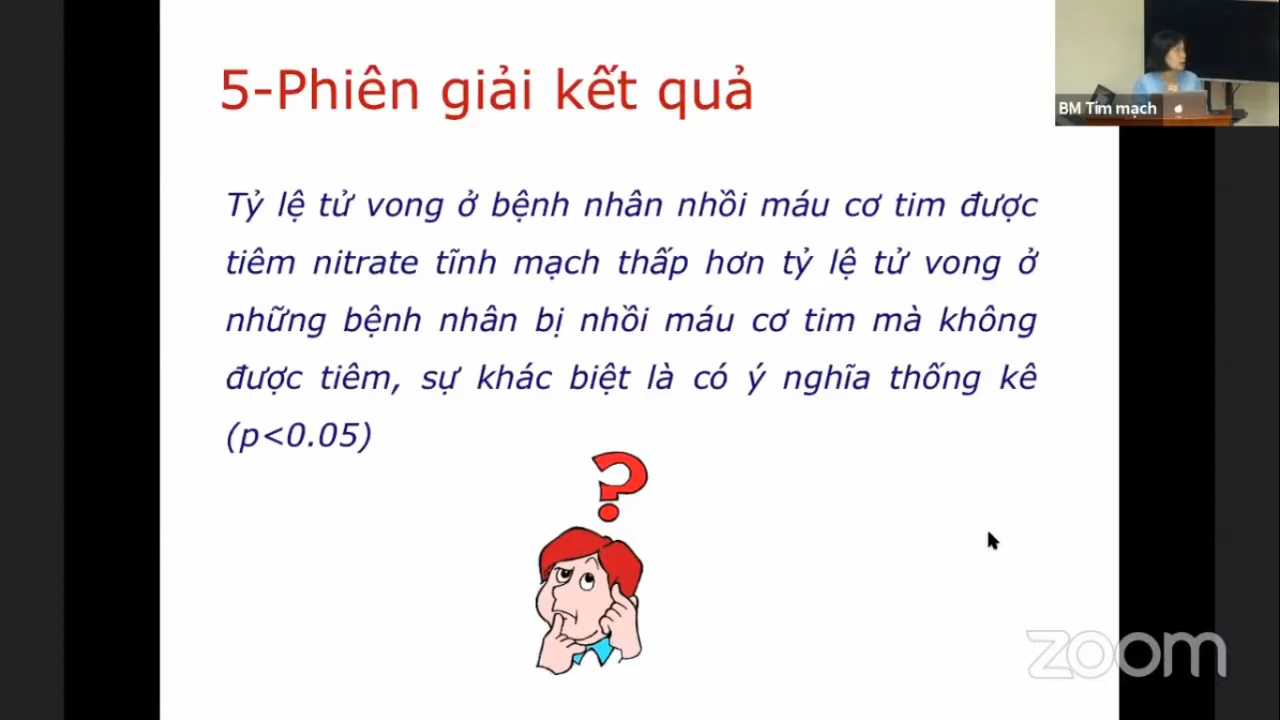 5-Phiên giải kết quả
BM Tim mạch
Tỷ lệ tử vong ở bệnh nhân nhồi máu cơ tim được
tiêm nitrate tĩnh mạch thấp hơn tỷ lệ tử vong ở
những bệnh nhân bị nhồi máu cơ tim mà không
được tiêm, sự khác biệt là có ý nghĩa thống kê
(p<0.05)
?
zoom